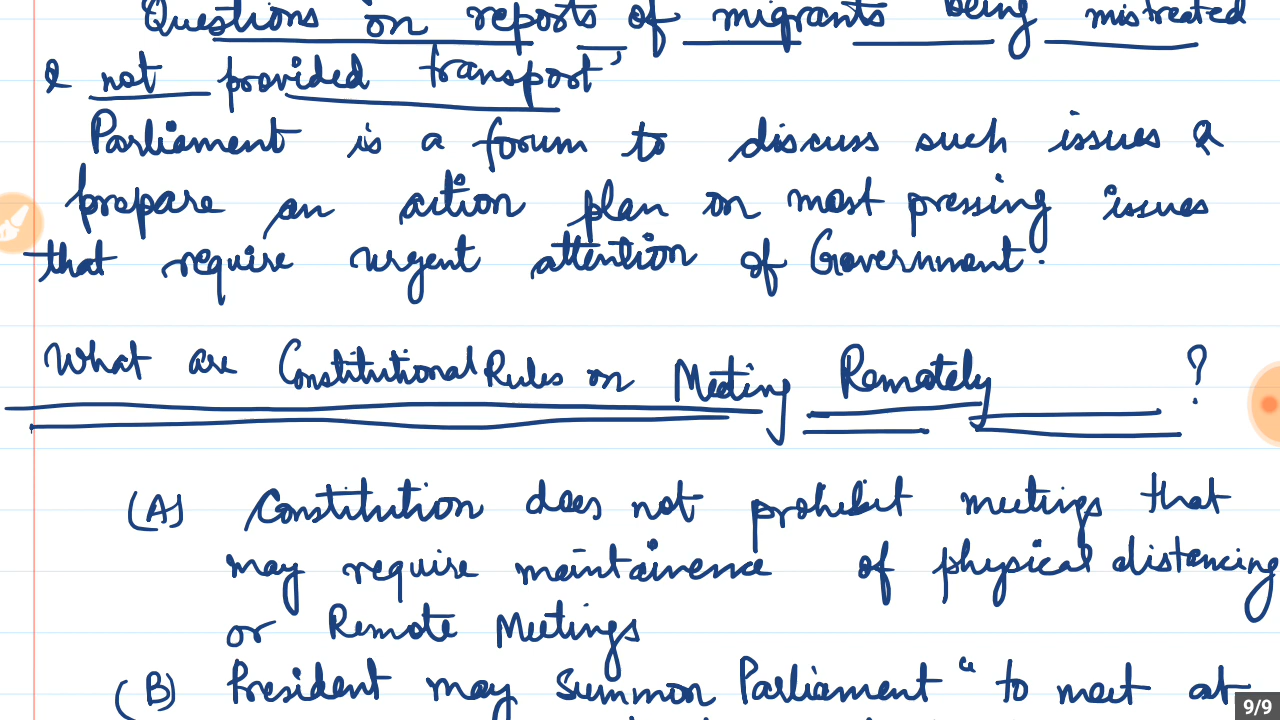 Questions on reports of migrants being mistreated
& not provided transport"
Parliament is a forum to discuss such issues &
prepare an action plan on most pressing issues
that require urgent attention of Government.
What are Constitutional Rules on Meeting Remotely ?
(A) Constitution does not prohibit meetings that
may require maintainence of physical distancing
or Remote Meetings
(B) President may summon Parliament "to meet at
9/9